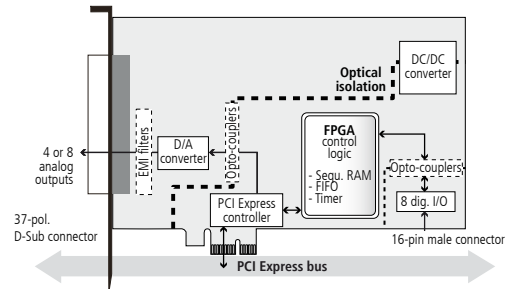 DC/DC
converter
Optical
isolation
Opto-couplers
EMI filters
D/A
converter
FPGA
control
logic
- Sequ. RAM
- FIFO
- Timer
4 or 8
analog
outputs
Opto-couplers
PCI Express
controller
8 dig. I/O
37-pol.
D-Sub connector
16-pin male connector
PCI Express bus